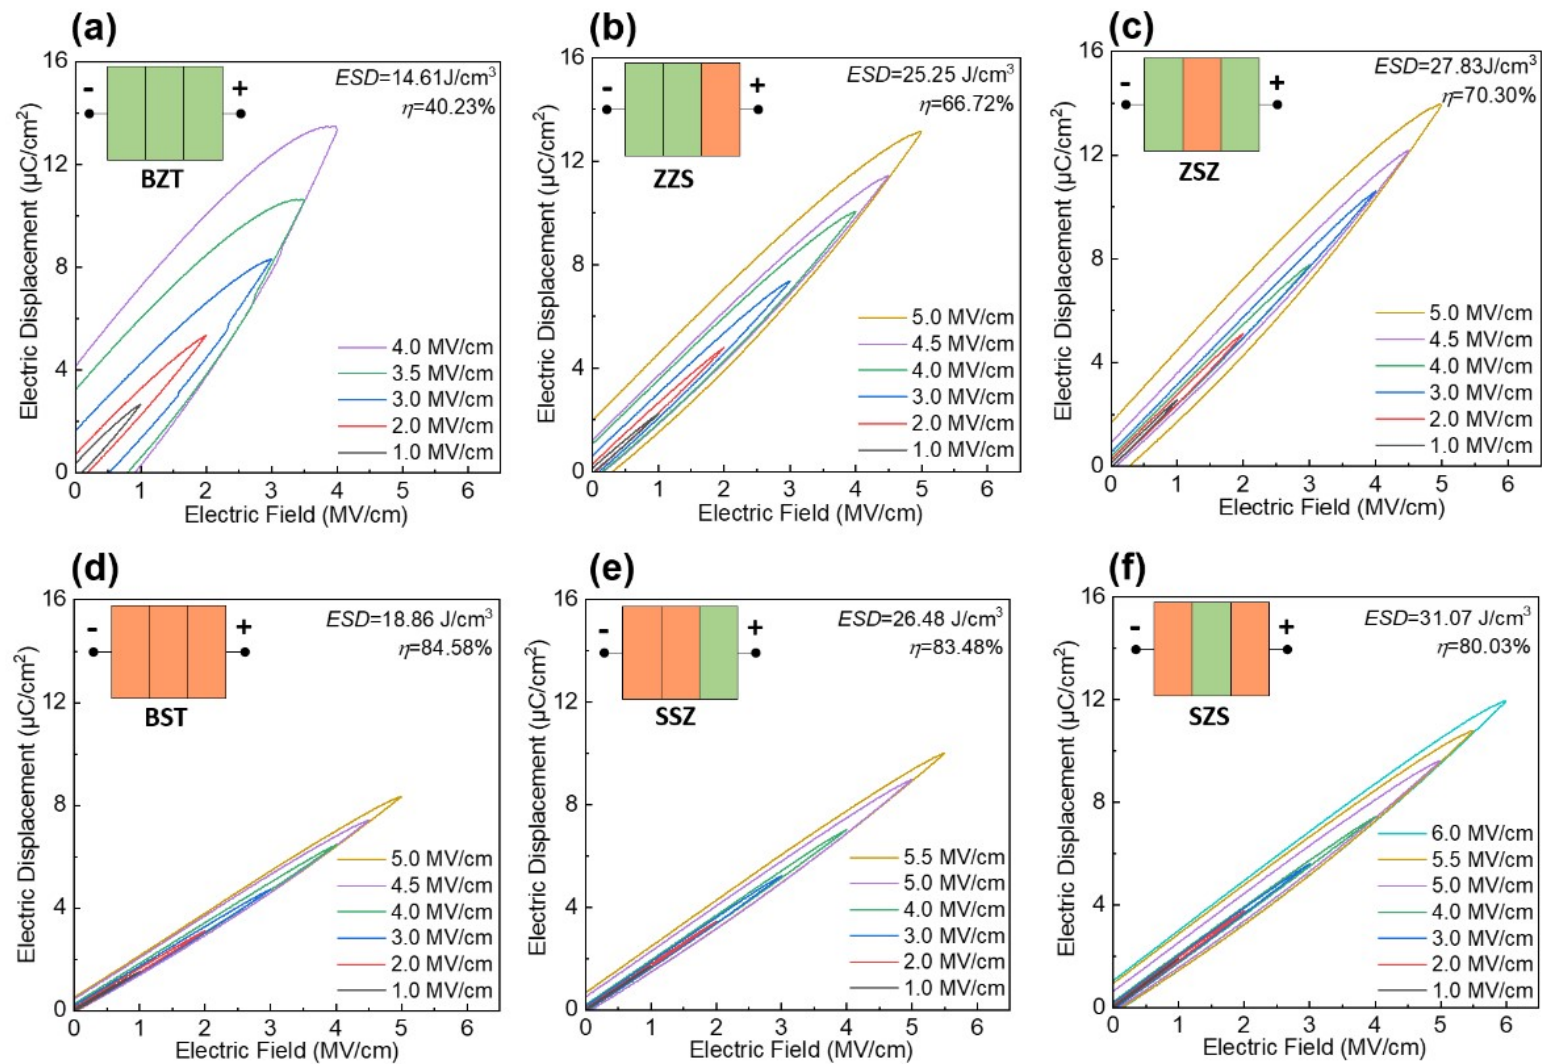 (a)
16
12
8
4
0
0 1 2 3 4 5 6
Electric Displacement (μC/cm²)
Electric Field (MV/cm)
- +
BZT
ESD=14.61J/cm³
η=40.23%
4.0 MV/cm
3.5 MV/cm
3.0 MV/cm
2.0 MV/cm
1.0 MV/cm
(b)
16
12
8
4
0
0 1 2 3 4 5 6
Electric Displacement (μC/cm²)
Electric Field (MV/cm)
- +
ZZS
ESD=25.25 J/cm³
η=66.72%
5.0 MV/cm
4.5 MV/cm
4.0 MV/cm
3.0 MV/cm
2.0 MV/cm
1.0 MV/cm
(c)
16
12
8
4
0
0 1 2 3 4 5 6
Electric Displacement (μC/cm²)
Electric Field (MV/cm)
- +
ZSZ
ESD=27.83J/cm³
η=70.30%
5.0 MV/cm
4.5 MV/cm
4.0 MV/cm
3.0 MV/cm
2.0 MV/cm
1.0 MV/cm
(d)
16
12
8
4
0
0 1 2 3 4 5 6
Electric Displacement (μC/cm²)
Electric Field (MV/cm)
- +
BST
ESD=18.86 J/cm³
η=84.58%
5.0 MV/cm
4.5 MV/cm
4.0 MV/cm
3.0 MV/cm
2.0 MV/cm
1.0 MV/cm
(e)
16
12
8
4
0
0 1 2 3 4 5 6
Electric Displacement (μC/cm²)
Electric Field (MV/cm)
- +
SSZ
ESD=26.48 J/cm³
η=83.48%
5.5 MV/cm
5.0 MV/cm
4.0 MV/cm
3.0 MV/cm
2.0 MV/cm
1.0 MV/cm
(f)
16
12
8
4
0
0 1 2 3 4 5 6
Electric Displacement (μC/cm²)
Electric Field (MV/cm)
- +
SZS
ESD=31.07 J/cm³
η=80.03%
6.0 MV/cm
5.5 MV/cm
5.0 MV/cm
4.0 MV/cm
3.0 MV/cm
2.0 MV/cm
1.0 MV/cm